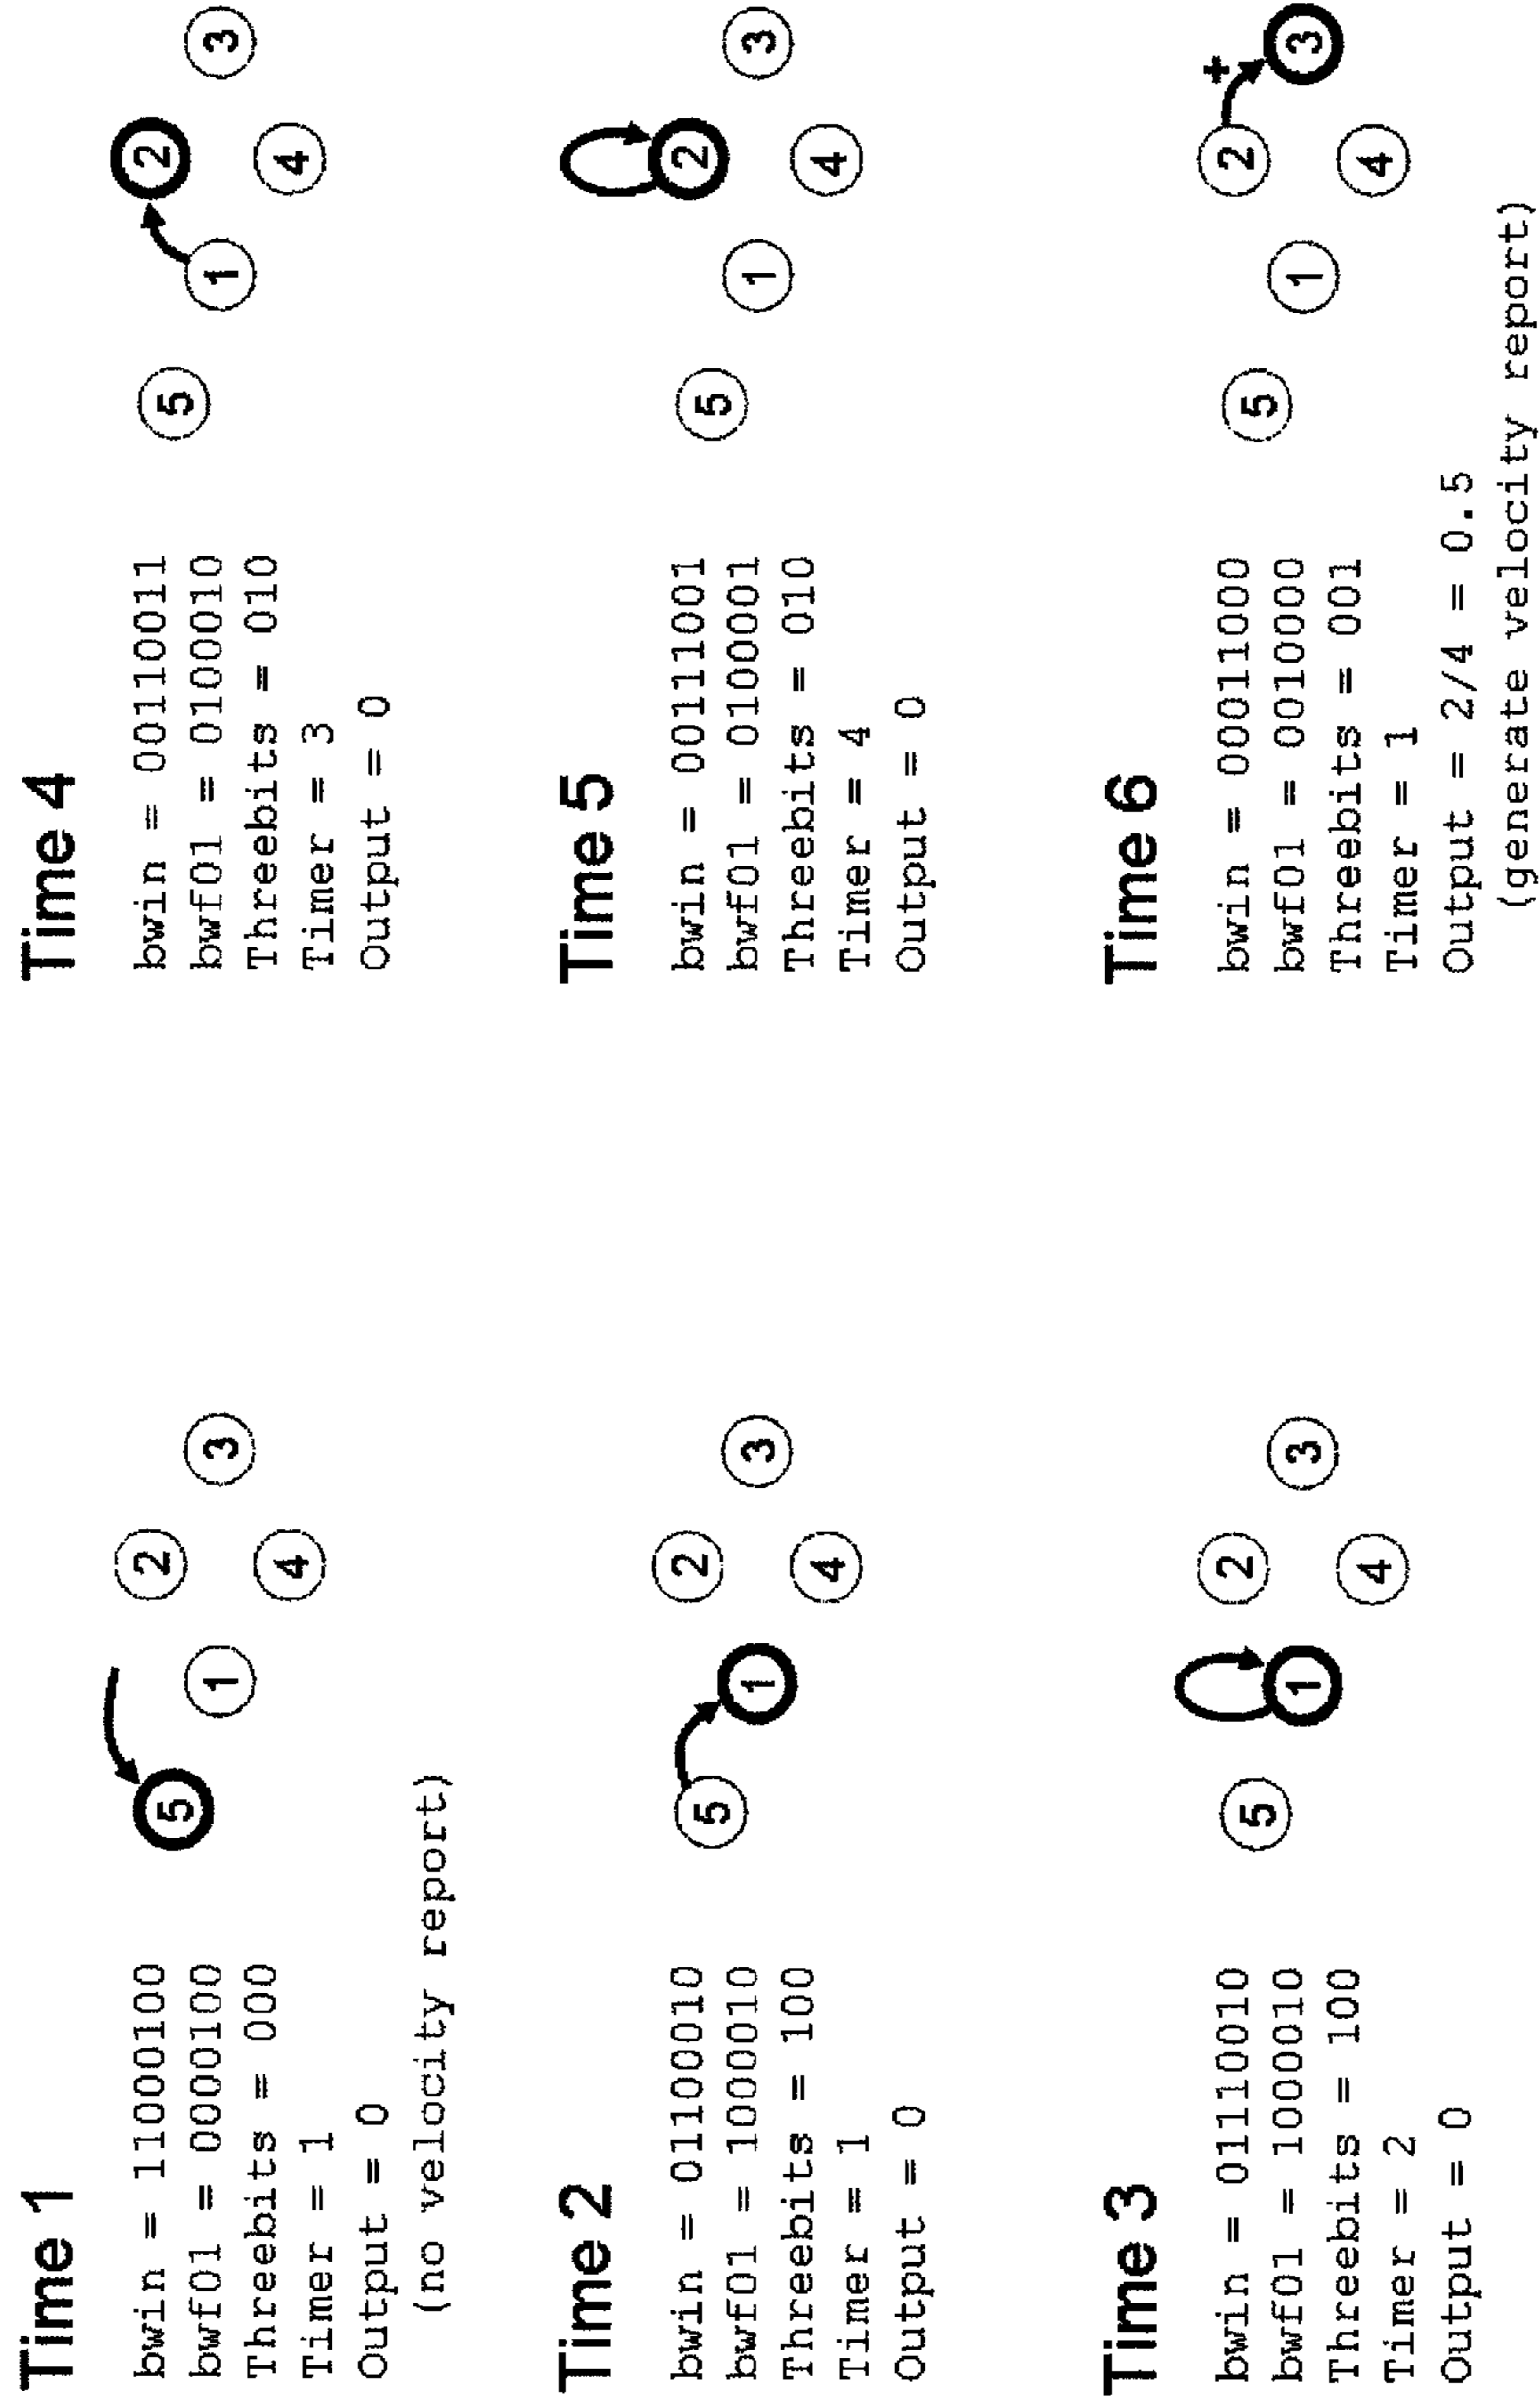 Time 1
bwin = 11000100
bwf01 = 0000100
Threebits = 000
Timer = 1
Output = 0
(no velocity report)
2
5
1 3
4
Time 2
bwin = 01100010
bwf01 = 1000010
Threebits = 100
Timer = 1
Output = 0
2
5
1 3
4
Time 3
bwin = 01110010
bwf01 = 1000010
Threebits = 100
Timer = 2
Output = 0
2
5
1 3
4
Time 4
bwin = 00110011
bwf01 = 0100010
Threebits = 010
Timer = 3
Output = 0
2
5
1 3
4
Time 5
bwin = 00111001
bwf01 = 0100001
Threebits = 010
Timer = 4
Output = 0
2
5
1 3
4
Time 6
bwin = 00011000
bwf01 = 0010000
Threebits = 001
Timer = 1
Output = 2/4 = 0.5
(generate velocity report)
+
2
5
1 3
4